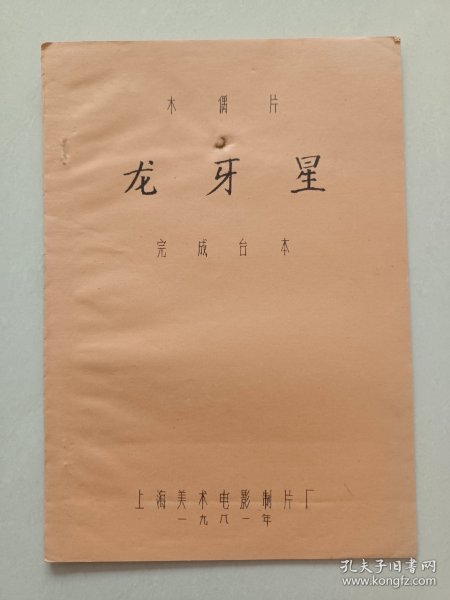 木偶片
龙牙星
完成台本
上海美术电影制片厂
一九八一年
孔夫子旧书网
www.kongfz.com